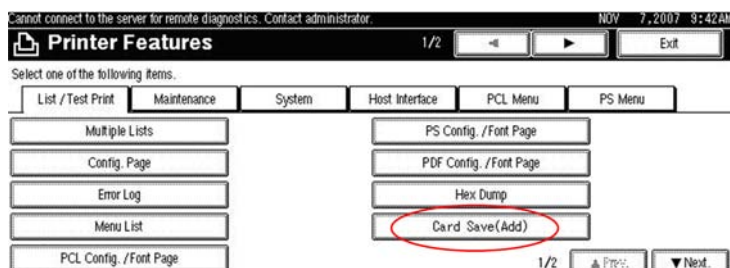 Cannot connect to the server for remote diagnostics. Contact administrator. NOV 7,2007 9:42AM
Printer Features 1/2 Exit
Select one of the following items.
List /Test Print Maintenance System Host Interface PCL Menu PS Menu
Multiple Lists PS Config. /Font Page
Config. Page PDF Config. /Font Page
Error Log Hex Dump
Menu List Card Save(Add)
PCL Config. /Font Page 1/2 ▲Prev. ▼Next